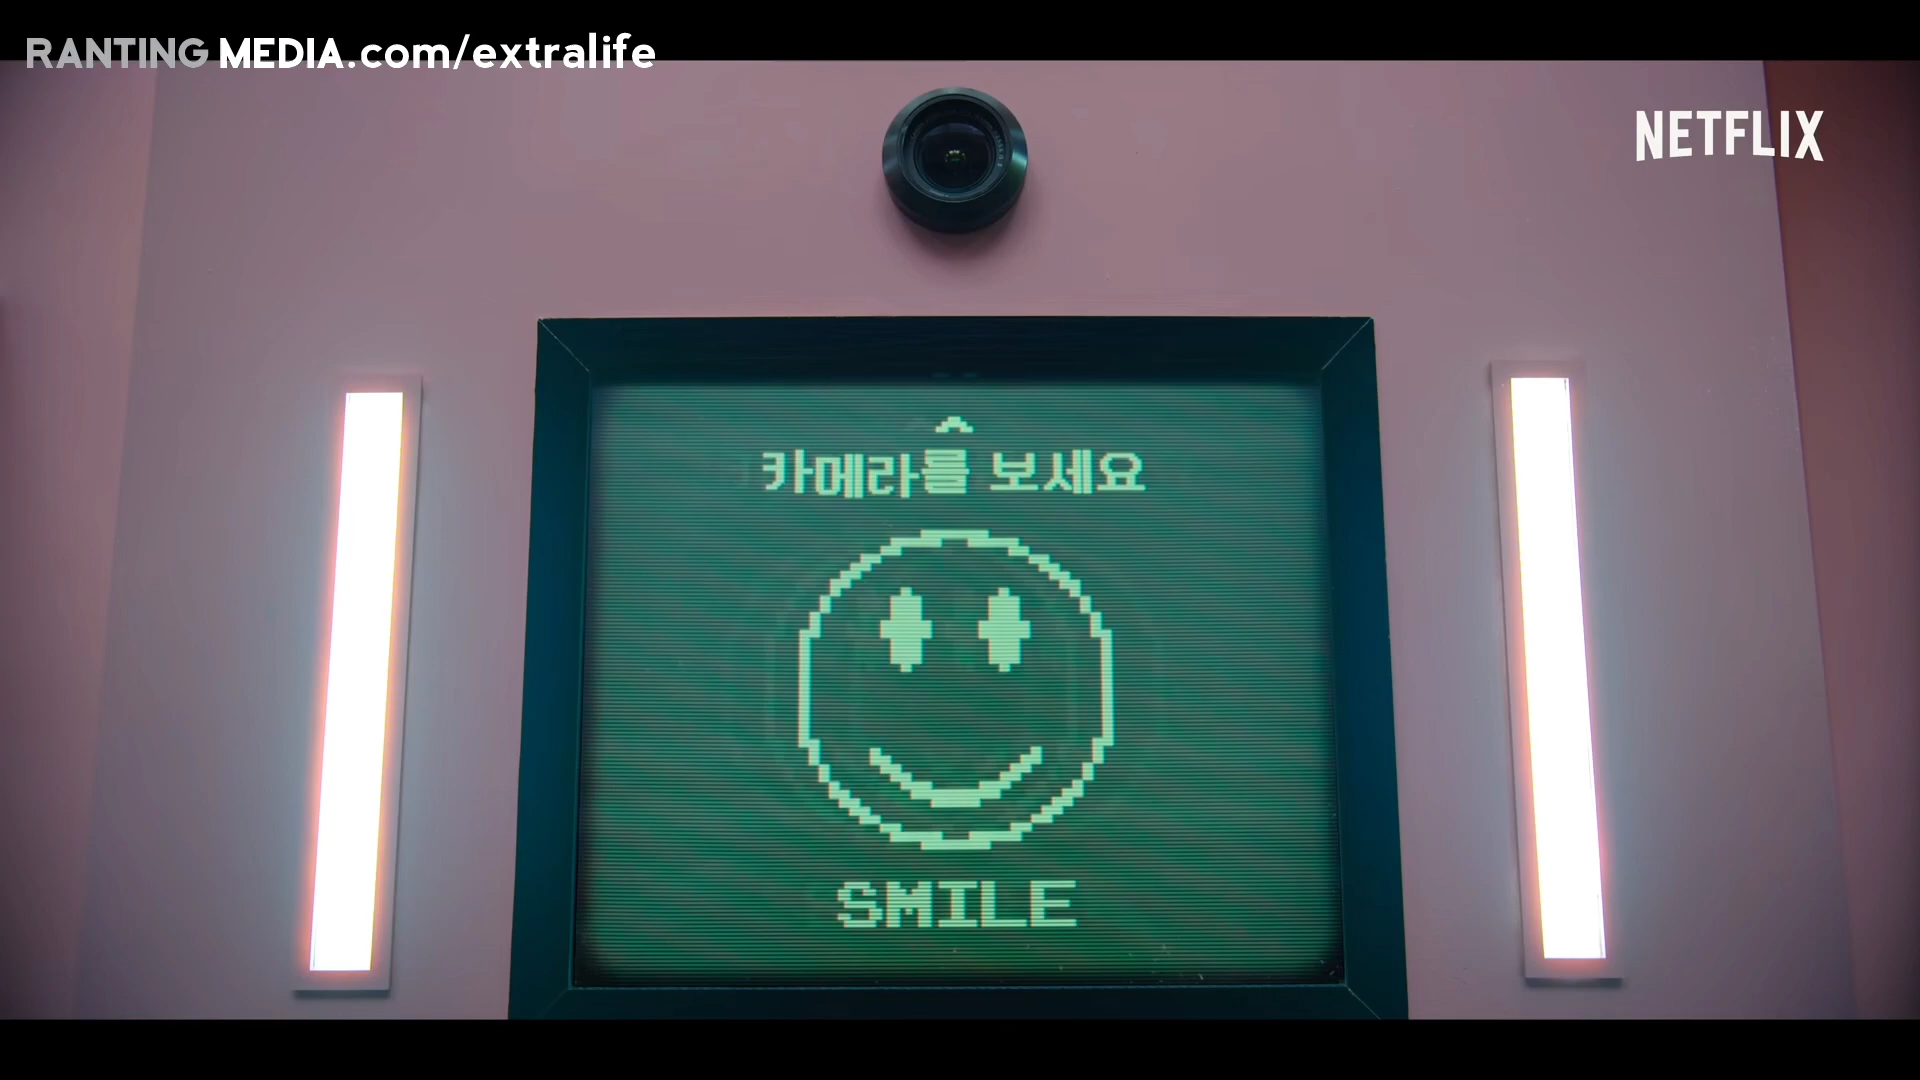 RANTING MEDIA.com/extralife
NETFLIX
카메라를 보세요
SMILE